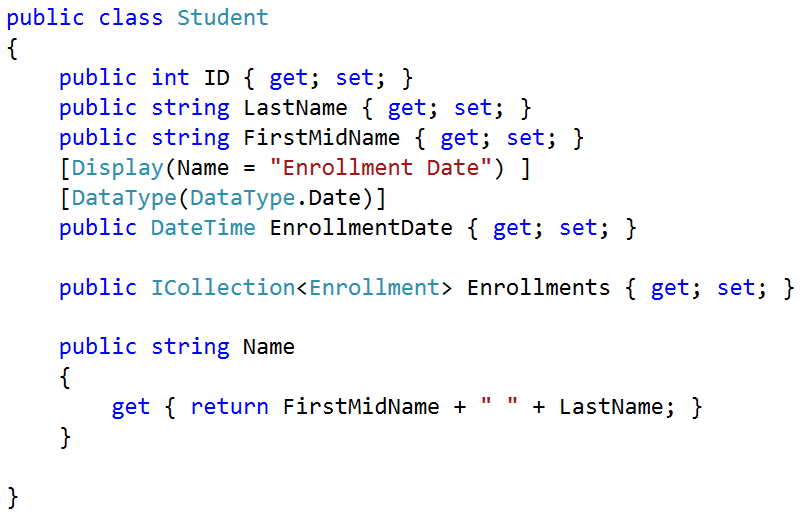 public class Student
{
    public int ID { get; set; }
    public string LastName { get; set; }
    public string FirstMidName { get; set; }
    [Display(Name = "Enrollment Date") ]
    [DataType(DataType.Date)]
    public DateTime EnrollmentDate { get; set; }

    public ICollection<Enrollment> Enrollments { get; set; }

    public string Name
    {
        get { return FirstMidName + " " + LastName; }
    }

}